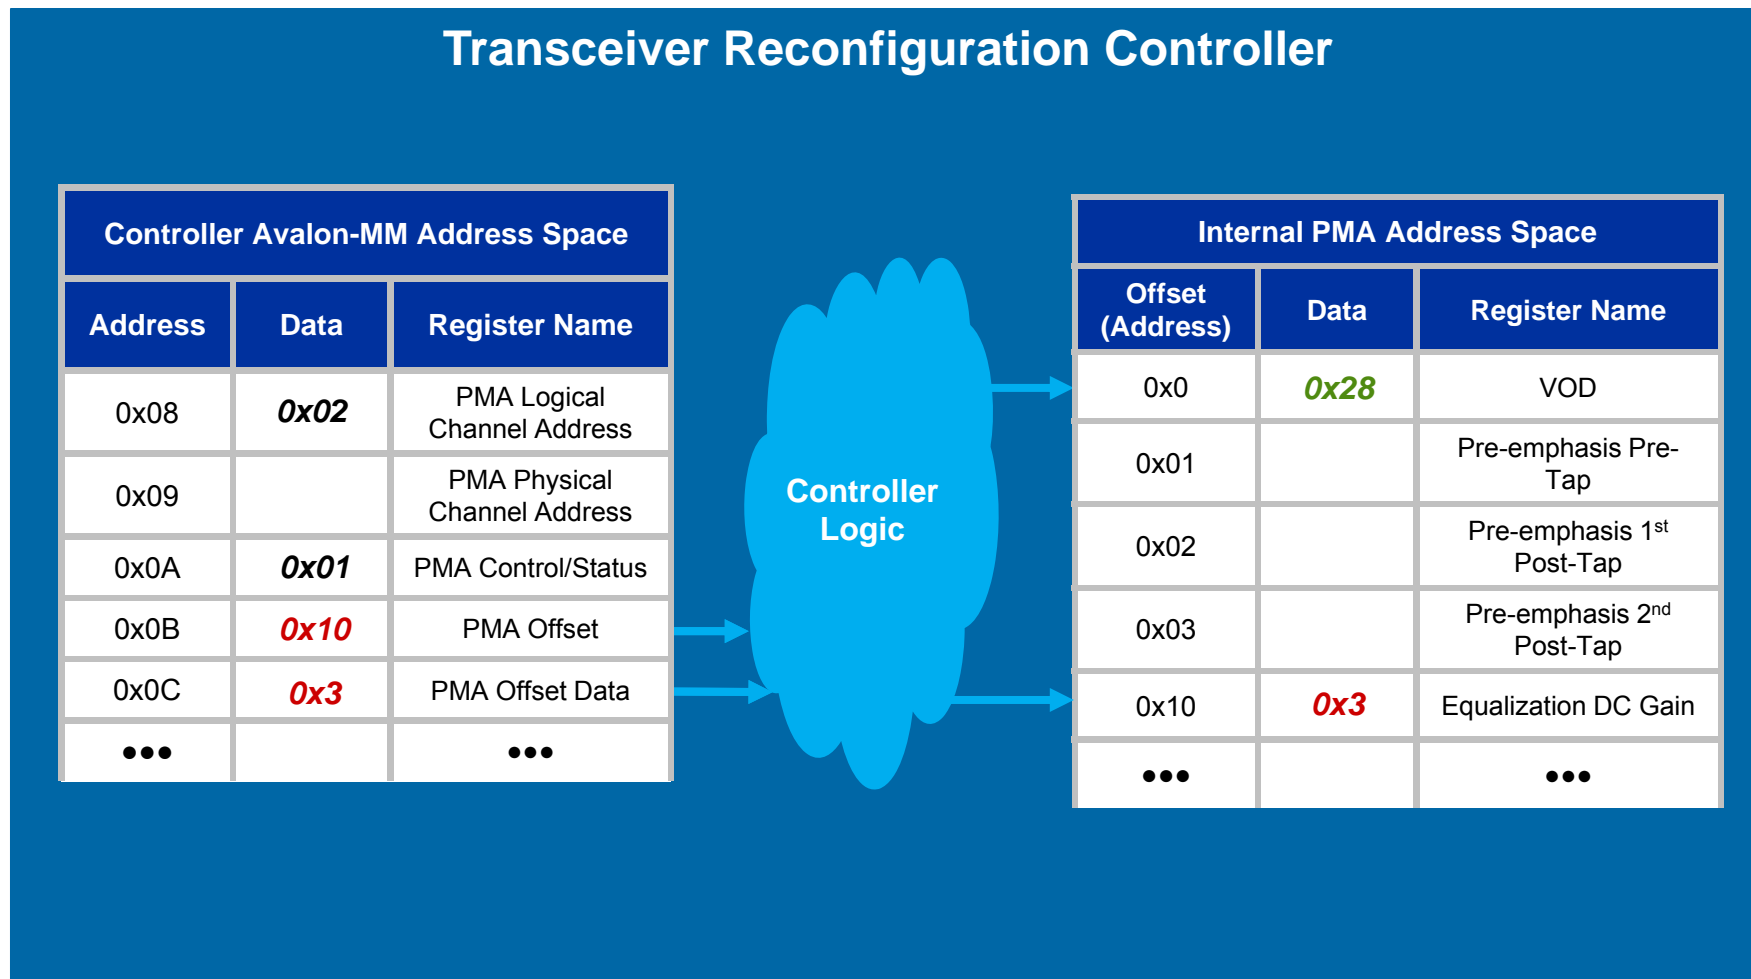 Transceiver Reconfiguration Controller
Controller Avalon-MM Address Space
Address Data Register Name
0x08 0x02 PMA Logical
Channel Address
0x09 PMA Physical
Channel Address
0x0A 0x01 PMA Control/Status
0x0B 0x10 PMA Offset
0x0C 0x3 PMA Offset Data
••• •••
Controller
Logic
Internal PMA Address Space
Offset
(Address) Data Register Name
0x0 0x28 VOD
0x01 Pre-emphasis Pre-
Tap
0x02 Pre-emphasis 1st
Post-Tap
0x03 Pre-emphasis 2nd
Post-Tap
0x10 0x3 Equalization DC Gain
••• •••